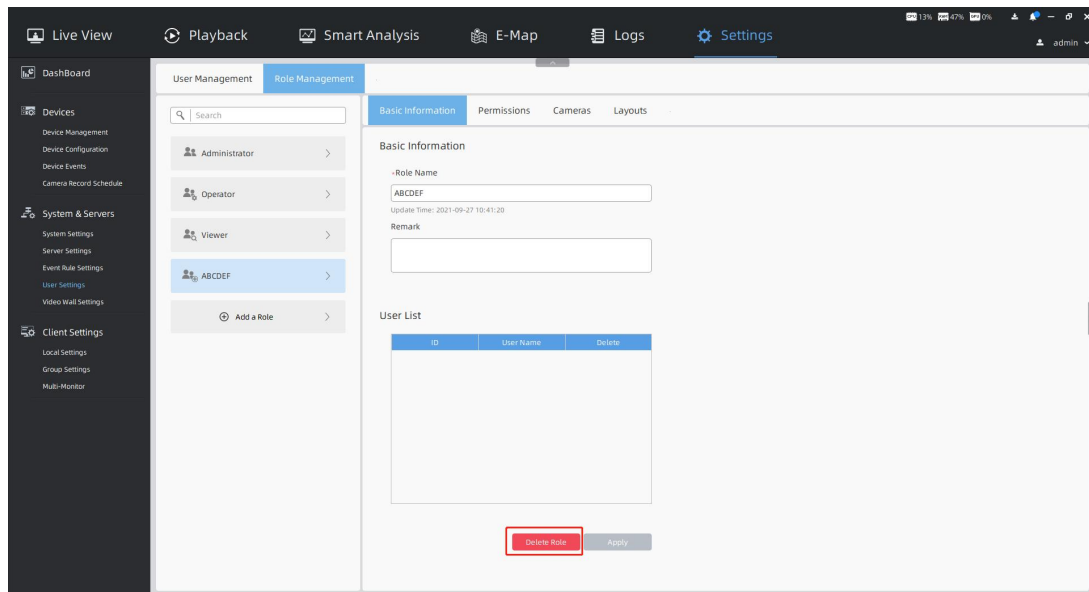 CPU 13% 47% GPU 0%
Live View Playback Smart Analysis E-Map Logs Settings
admin
DashBoard
Devices
Device Management
Device Configuration
Device Events
Camera Record Schedule
System & Servers
System Settings
Server Settings
Event Rule Settings
User Settings
Video Wall Settings
Client Settings
Local Settings
Group Settings
Multi-Monitor
User Management Role Management
Search
Administrator
Operator
Viewer
ABCDEF
Add a Role
Basic Information Permissions Cameras Layouts
Basic Information
Role Name
ABCDEF
Update Time: 2021-09-27 10:41:20
Remark
User List
ID User Name Delete
Delete Role Apply